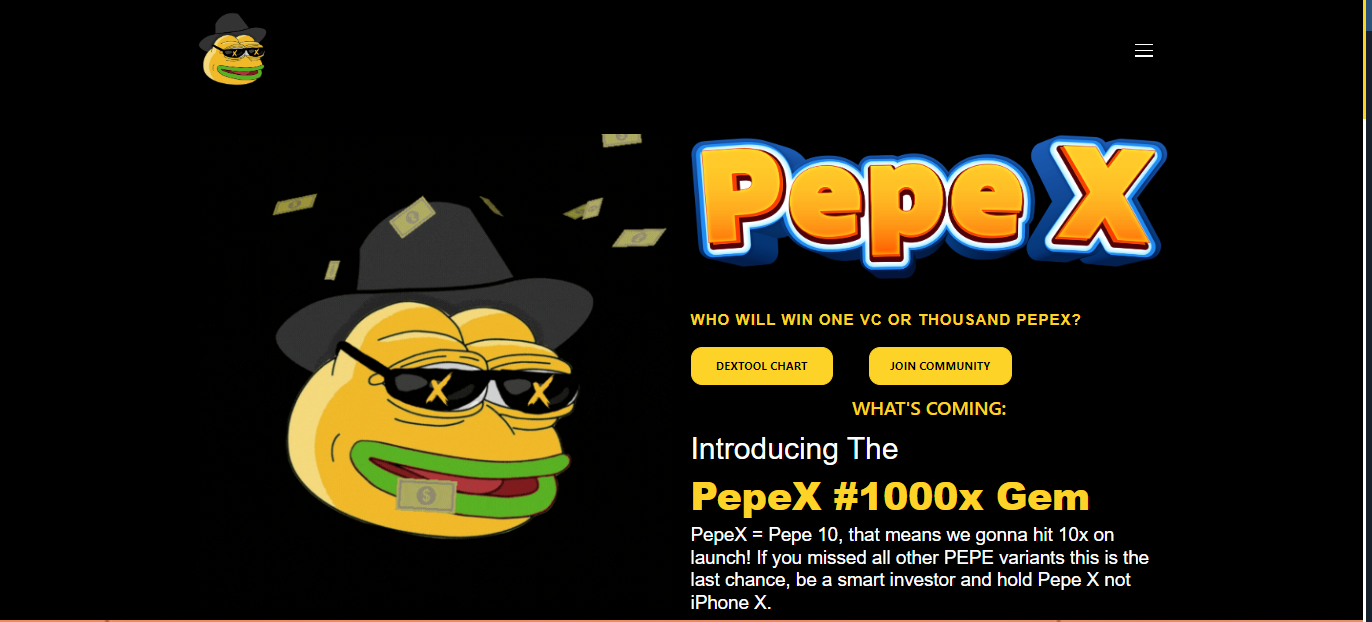 Pepe X
WHO WILL WIN ONE VC OR THOUSAND PEPEX?
DEXTOOL CHART
JOIN COMMUNITY
WHAT'S COMING:
Introducing The
PepeX #1000x Gem
PepeX = Pepe 10, that means we gonna hit 10x on
launch! If you missed all other PEPE variants this is the
last chance, be a smart investor and hold Pepe X not
iPhone X.